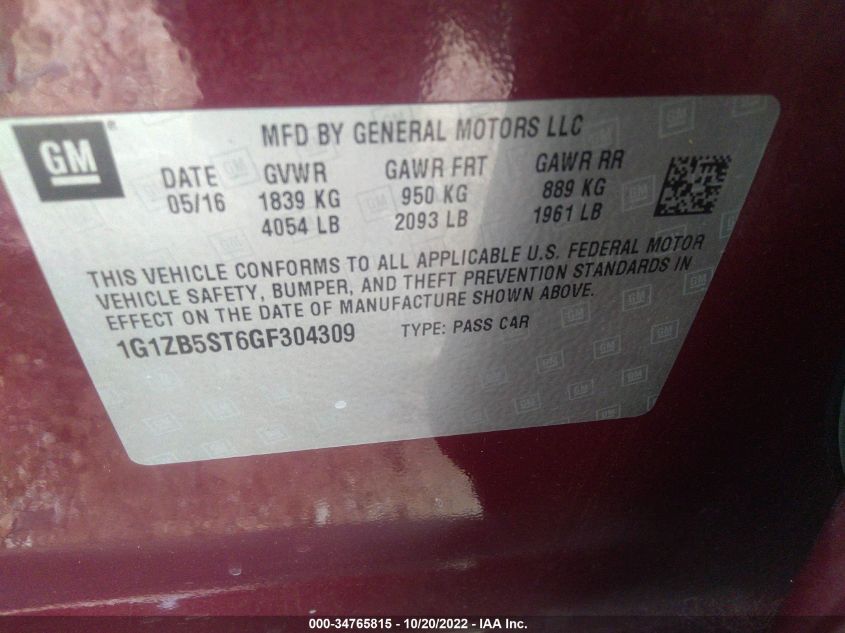 GM
MFD BY GENERAL MOTORS LLC
DATE GVWR GAWR FRT GAWR RR
05/16 1839 KG 950 KG 889 KG
4054 LB 2093 LB 1961 LB
THIS VEHICLE CONFORMS TO ALL APPLICABLE U.S. FEDERAL MOTOR
VEHICLE SAFETY, BUMPER, AND THEFT PREVENTION STANDARDS IN
EFFECT ON THE DATE OF MANUFACTURE SHOWN ABOVE.
1G1ZB5ST6GF304309 TYPE: PASS CAR
000-34765815 - 10/20/2022 - IAA Inc.